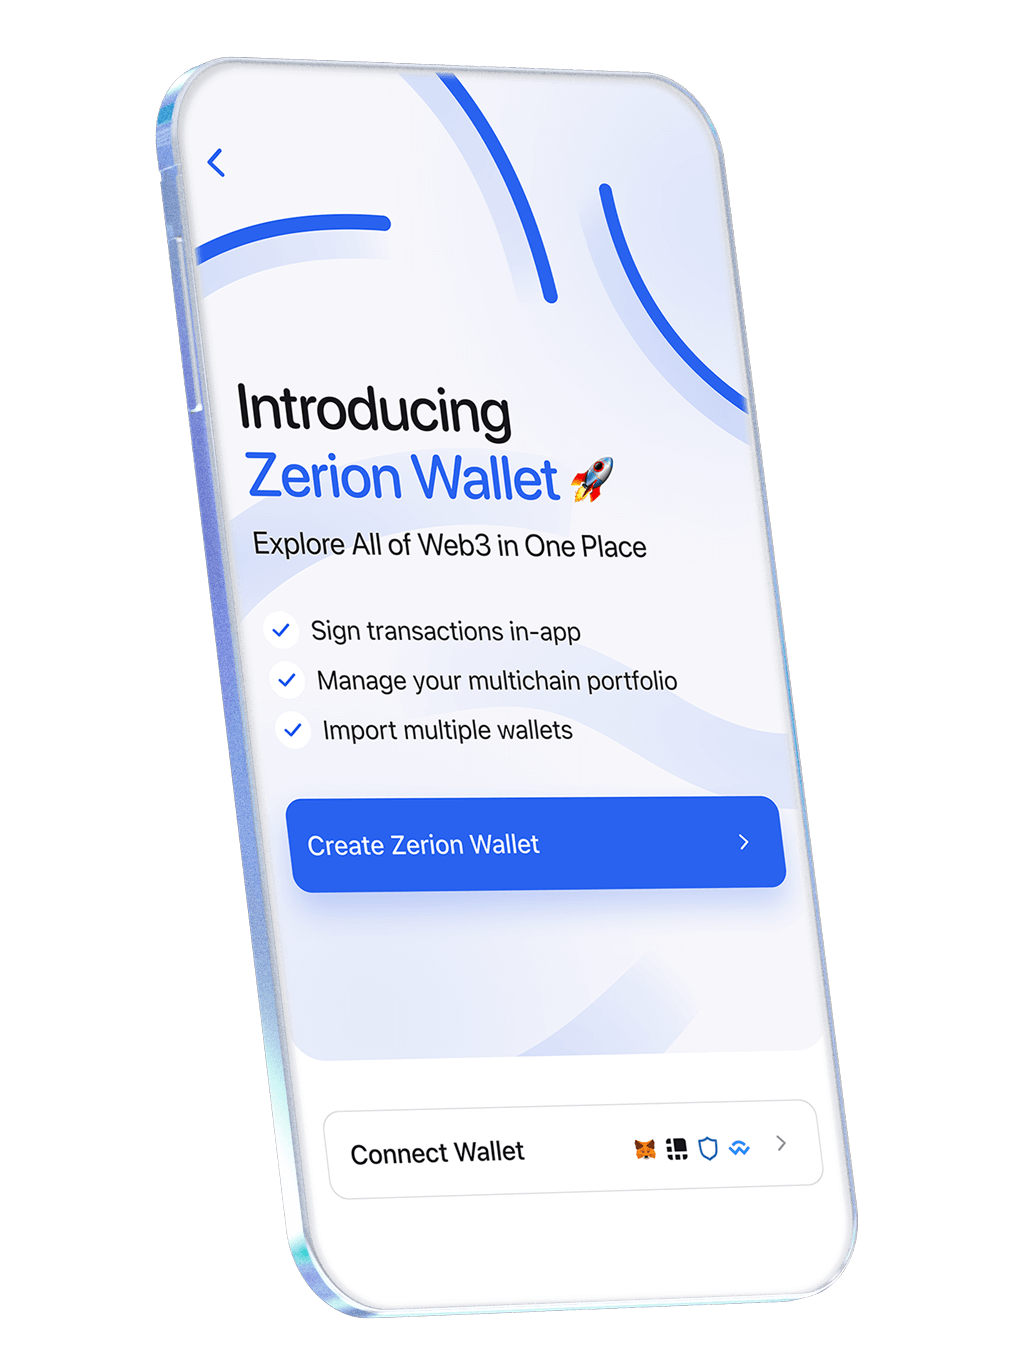 Introducing
Zerion Wallet 🚀
Explore All of Web3 in One Place
Sign transactions in-app
Manage your multichain portfolio
Import multiple wallets
Create Zerion Wallet
Connect Wallet